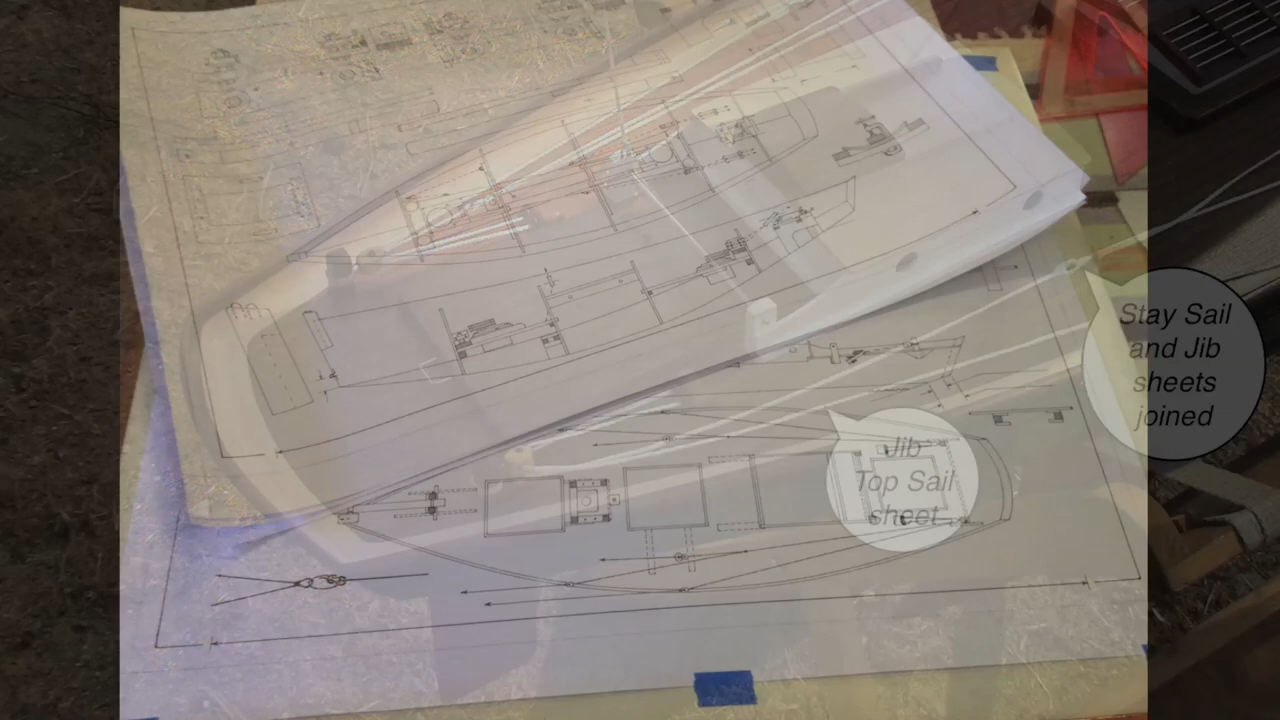 Stay Sail
and Jib
sheets
joined
Jib
Top Sail
sheet